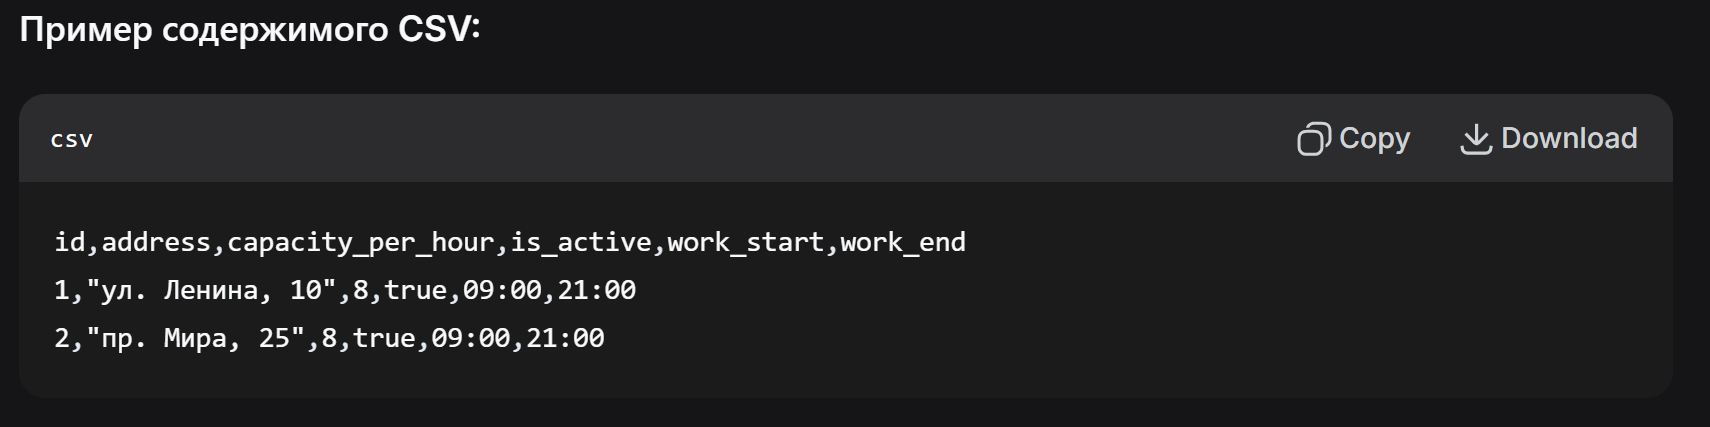 Пример содержимого CSV:
csv
Copy
Download
id,address,capacity_per_hour,is_active,work_start,work_end
1,"ул. Ленина, 10",8,true,09:00,21:00
2,"пр. Мира, 25",8,true,09:00,21:00